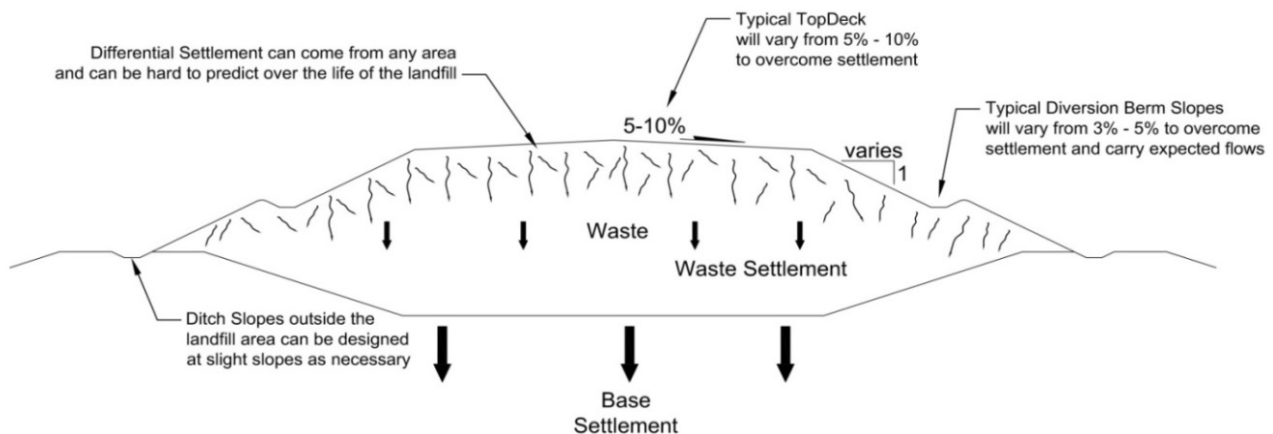 Typical TopDeck
will vary from 5% - 10%
to overcome settlement
Differential Settlement can come from any area
and can be hard to predict over the life of the landfill
Typical Diversion Berm Slopes
will vary from 3% - 5% to overcome
settlement and carry expected flows
5-10%
varies
1
Waste
Waste Settlement
Ditch Slopes outside the
landfill area can be designed
at slight slopes as necessary
Base
Settlement